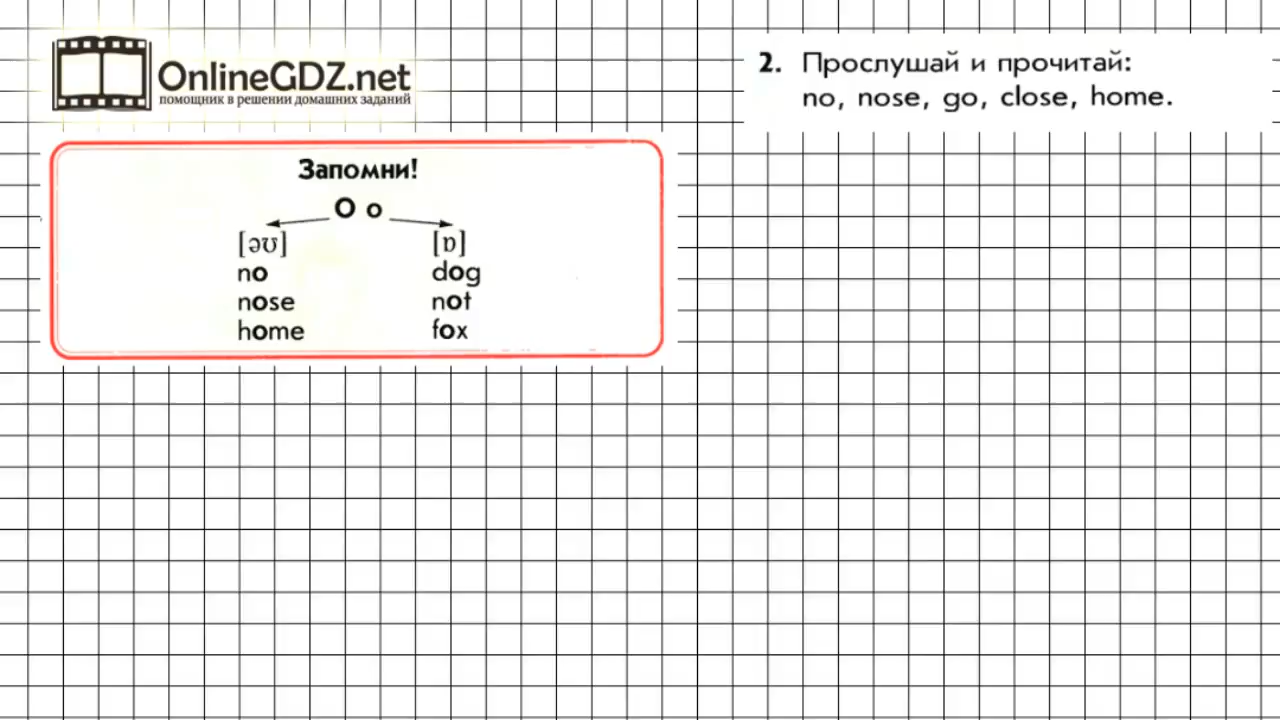 OnlineGDZ.net
помощник в решении домашних заданий
Запомни!
O o
[əʊ] [ɒ]
no dog
nose not
home fox
2. Прослушай и прочитай:
no, nose, go, close, home.